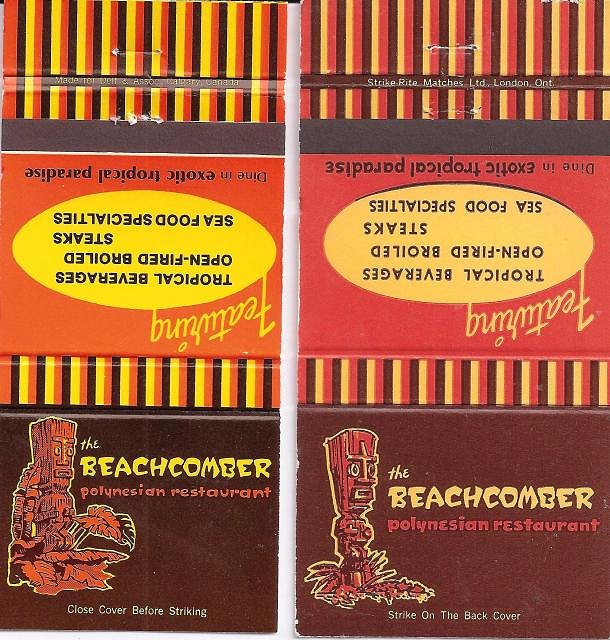 Made for Delf & Assoc., Calgary, Canada
Dine in exotic tropical paradise
Featuring
TROPICAL BEVERAGES
OPEN-FIRED BROILED
STEAKS
SEA FOOD SPECIALTIES
the
BEACHCOMBER
polynesian restaurant
Close Cover Before Striking
Strike-Rite Matches Ltd., London, Ont.
Dine in exotic tropical paradise
Featuring
TROPICAL BEVERAGES
OPEN-FIRED BROILED
STEAKS
SEA FOOD SPECIALTIES
the
BEACHCOMBER
polynesian restaurant
Strike On The Back Cover